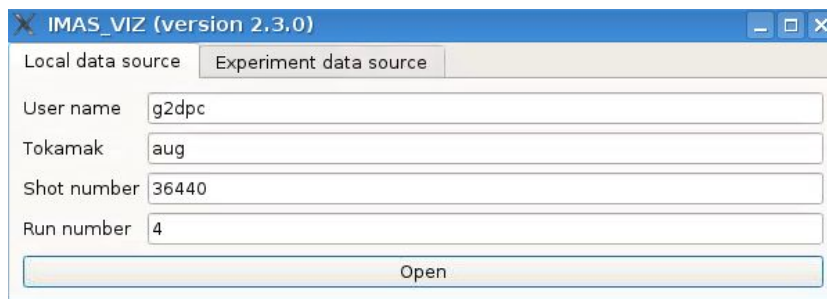 IMAS_VIZ (version 2.3.0)
Local data source Experiment data source
User name g2dpc
Tokamak aug
Shot number 36440
Run number 4
Open